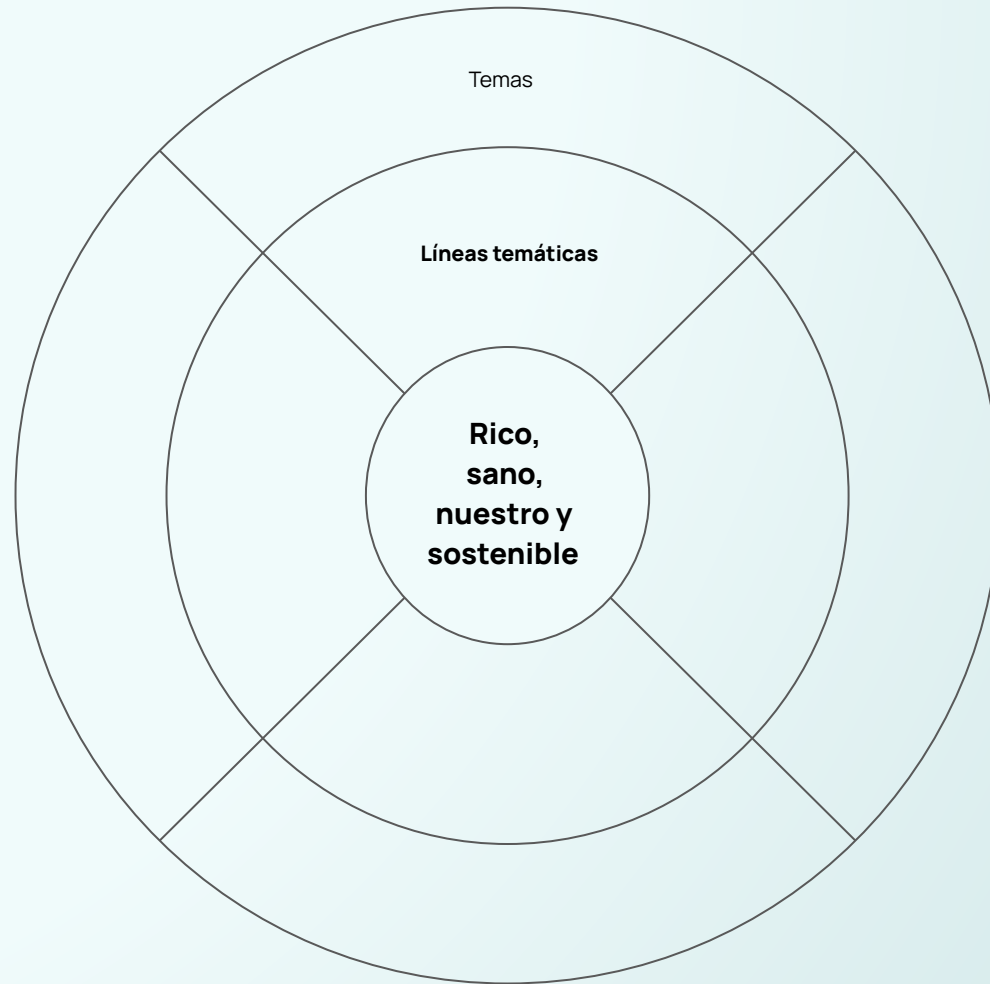 Temas
Líneas temáticas
Rico,
sano,
nuestro y
sostenible